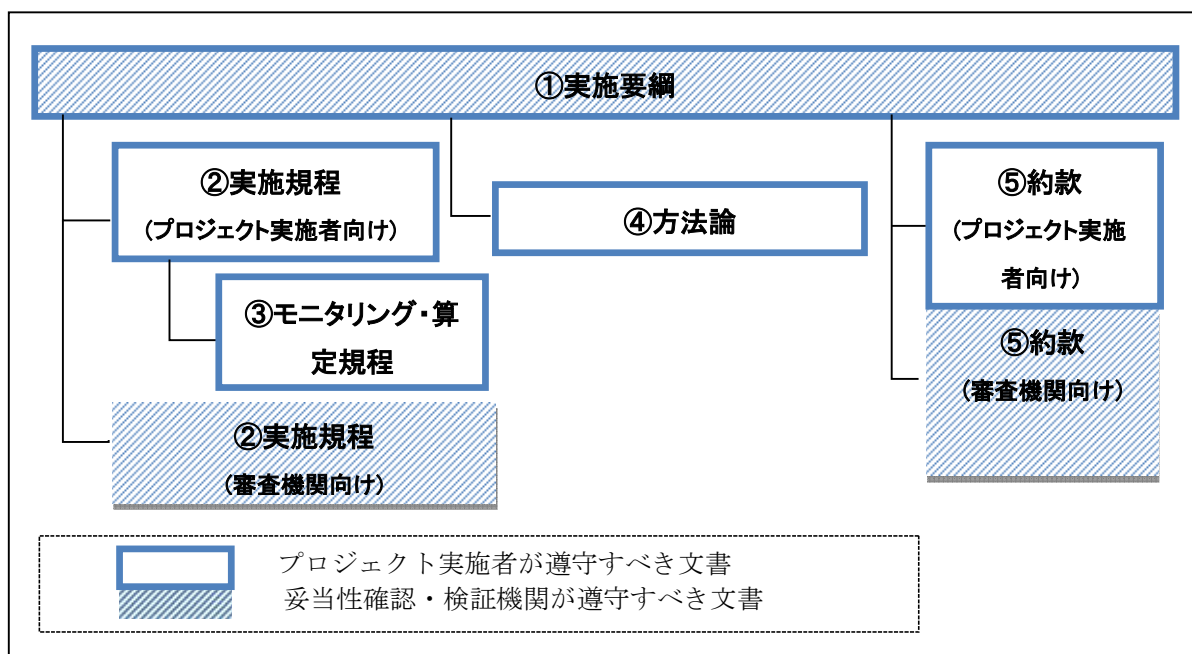 ①実施要綱
②実施規程
(プロジェクト実施者向け)
③モニタリング・算
定規程
②実施規程
(審査機関向け)
④方法論
⑤約款
(プロジェクト実施
者向け)
⑤約款
(審査機関向け)
プロジェクト実施者が遵守すべき文書
妥当性確認・検証機関が遵守すべき文書